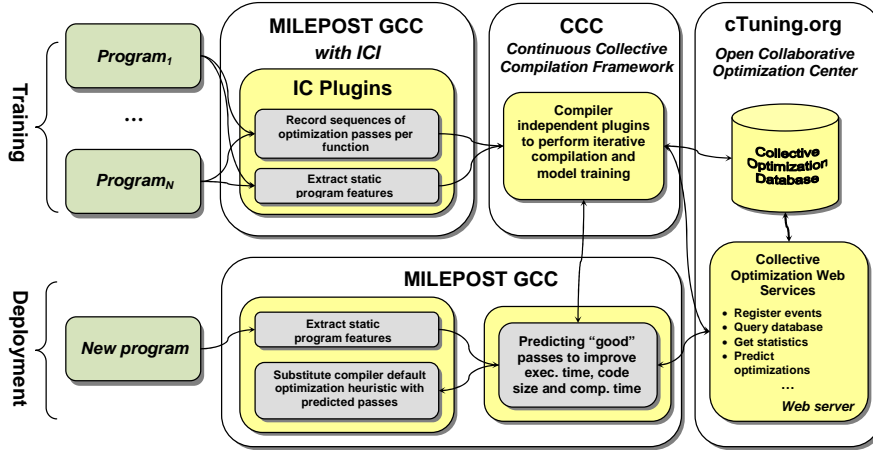 Training
Program1
...
ProgramN
MILEPOST GCC
with ICI
IC Plugins
Record sequences of
optimization passes per
function
Extract static
program features
CCC
Continuous Collective
Compilation Framework
Compiler
independent plugins
to perform iterative
compilation and
model training
cTuning.org
Open Collaborative
Optimization Center
Collective
Optimization
Database
Deployment
New program
MILEPOST GCC
Extract static
program features
Substitute compiler default
optimization heuristic with
predicted passes
Predicting “good”
passes to improve
exec. time, code
size and comp. time
Collective
Optimization Web
Services
• Register events
• Query database
• Get statistics
• Predict
optimizations
...
Web server